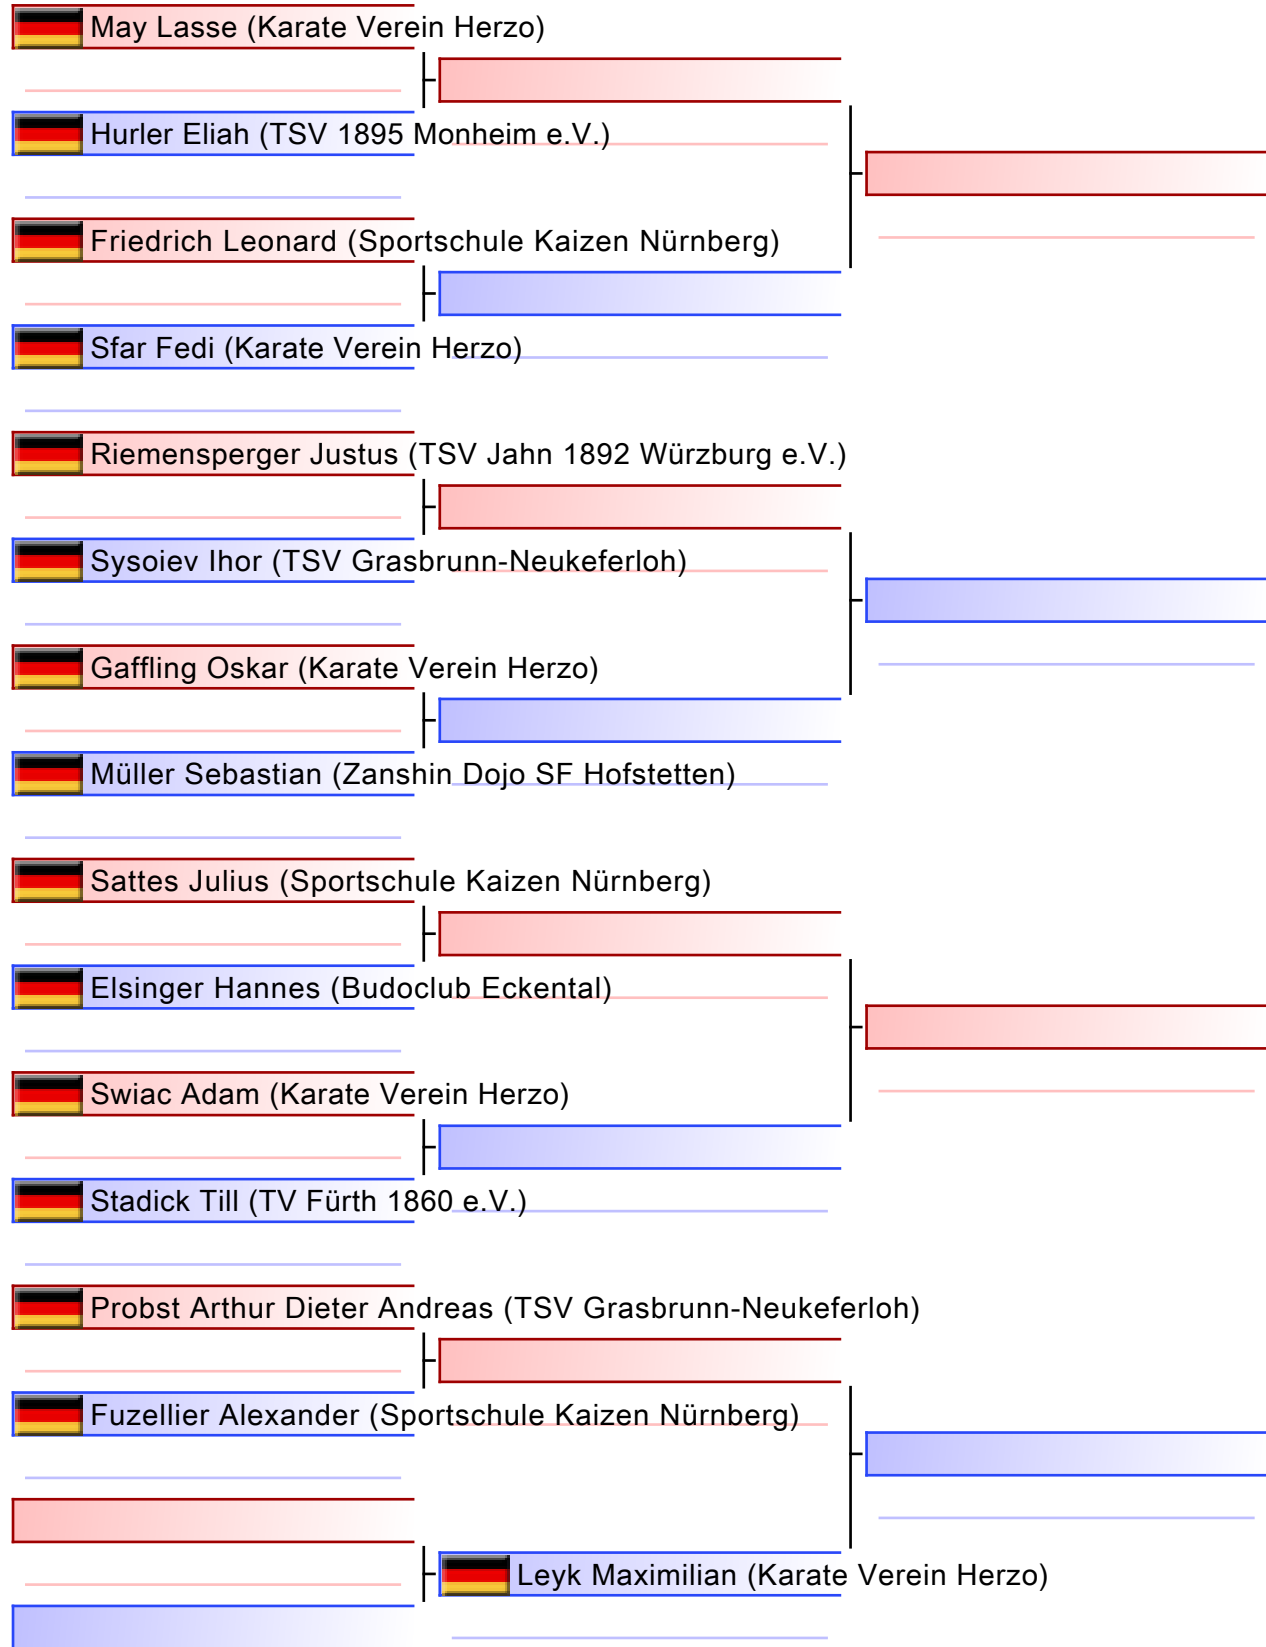 May Lasse (Karate Verein Herzo)
Hurler Eliah (TSV 1895 Monheim e.V.)
Friedrich Leonard (Sportschule Kaizen Nürnberg)
Sfar Fedi (Karate Verein Herzo)
Riemensperger Justus (TSV Jahn 1892 Würzburg e.V.)
Sysoiev Ihor (TSV Grasbrunn-Neukeferloh)
Gaffling Oskar (Karate Verein Herzo)
Müller Sebastian (Zanshin Dojo SF Hofstetten)
Sattes Julius (Sportschule Kaizen Nürnberg)
Elsinger Hannes (Budoclub Eckental)
Swiac Adam (Karate Verein Herzo)
Stadick Till (TV Fürth 1860 e.V.)
Probst Arthur Dieter Andreas (TSV Grasbrunn-Neukeferloh)
Fuzellier Alexander (Sportschule Kaizen Nürnberg)
Leyk Maximilian (Karate Verein Herzo)